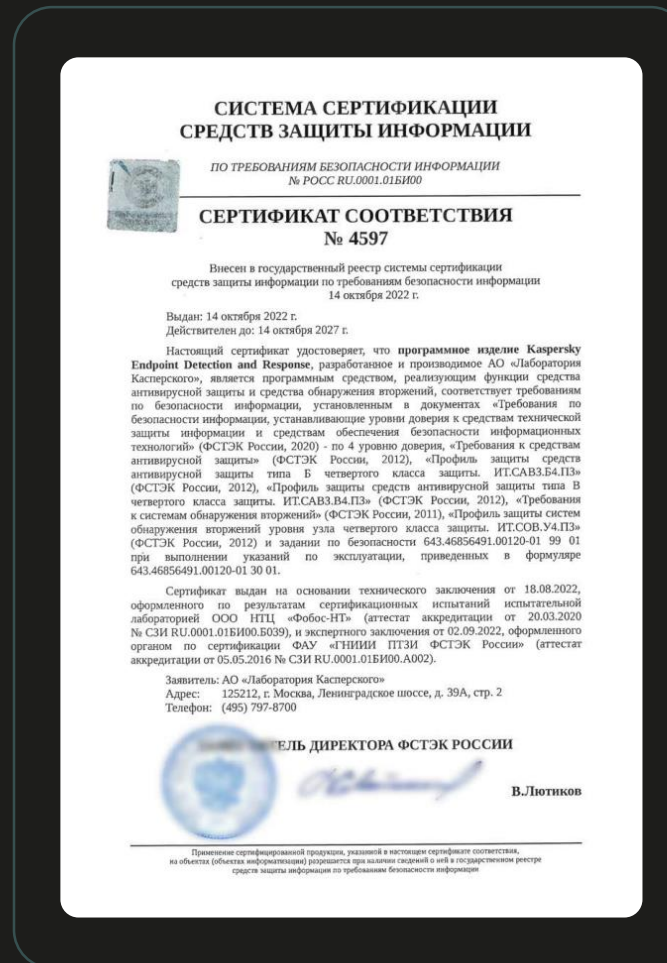 СИСТЕМА СЕРТИФИКАЦИИ
СРЕДСТВ ЗАЩИТЫ ИНФОРМАЦИИ
ПО ТРЕБОВАНИЯМ БЕЗОПАСНОСТИ ИНФОРМАЦИИ
№ РОСС RU.0001.01БИ00
СЕРТИФИКАТ СООТВЕТСТВИЯ
№ 4597
Внесен в государственный реестр системы сертификации
средств защиты информации по требованиям безопасности информации
14 октября 2022 г.
Выдан: 14 октября 2022 г.
Действителен до: 14 октября 2027 г.
Настоящий сертификат удостоверяет, что программное изделие Kaspersky
Endpoint Detection and Response, разработанное и производимое АО «Лаборатория
Касперского», является программным средством, реализующим функции средства
антивирусной защиты и средства обнаружения вторжений, соответствует требованиям
по безопасности информации, установленным в документах «Требования по
безопасности информации, устанавливающие уровни доверия к средствам технической
защиты информации и средствам обеспечения безопасности информационных
технологий» (ФСТЭК России, 2020) - по 4 уровню доверия, «Требования к средствам
антивирусной защиты» (ФСТЭК России, 2012), «Профиль защиты средств
антивирусной защиты типа Б четвертого класса защиты. ИТ.САВЗ.Б4.ПЗ»
(ФСТЭК России, 2012), «Профиль защиты средств антивирусной защиты типа В
четвертого класса защиты. ИТ.САВЗ.В4.ПЗ» (ФСТЭК России, 2012), «Требования
к системам обнаружения вторжений» (ФСТЭК России, 2011), «Профиль защиты систем
обнаружения вторжений уровня узла четвертого класса защиты. ИТ.СОВ.У4.ПЗ»
(ФСТЭК России, 2012) и задании по безопасности 643.46856491.00120-01 99 01
при выполнении указаний по эксплуатации, приведенных в формуляре
643.46856491.00120-01 30 01.
Сертификат выдан на основании технического заключения от 18.08.2022,
оформленного по результатам сертификационных испытаний испытательной
лабораторией ООО НТЦ «Фобос-НТ» (аттестат аккредитации от 20.03.2020
№ СЗИ RU.0001.01БИ00.Б039), и экспертного заключения от 02.09.2022, оформленного
органом по сертификации ФАУ «ГНИИИ ПТЗИ ФСТЭК России» (аттестат
аккредитации от 05.05.2016 № СЗИ RU.0001.01БИ00.А002).
Заявитель: АО «Лаборатория Касперского»
Адрес: 125212, г. Москва, Ленинградское шоссе, д. 39А, стр. 2
Телефон: (495) 797-8700
ДИРЕКТОРА ФСТЭК РОССИИ
В.Лютиков
Применение сертифицированной продукции, указанной в настоящем сертификате соответствия,
на объектах (объектах информатизации) разрешается при наличии сведений о ней в государственном реестре
средств защиты информации по требованиям безопасности информации